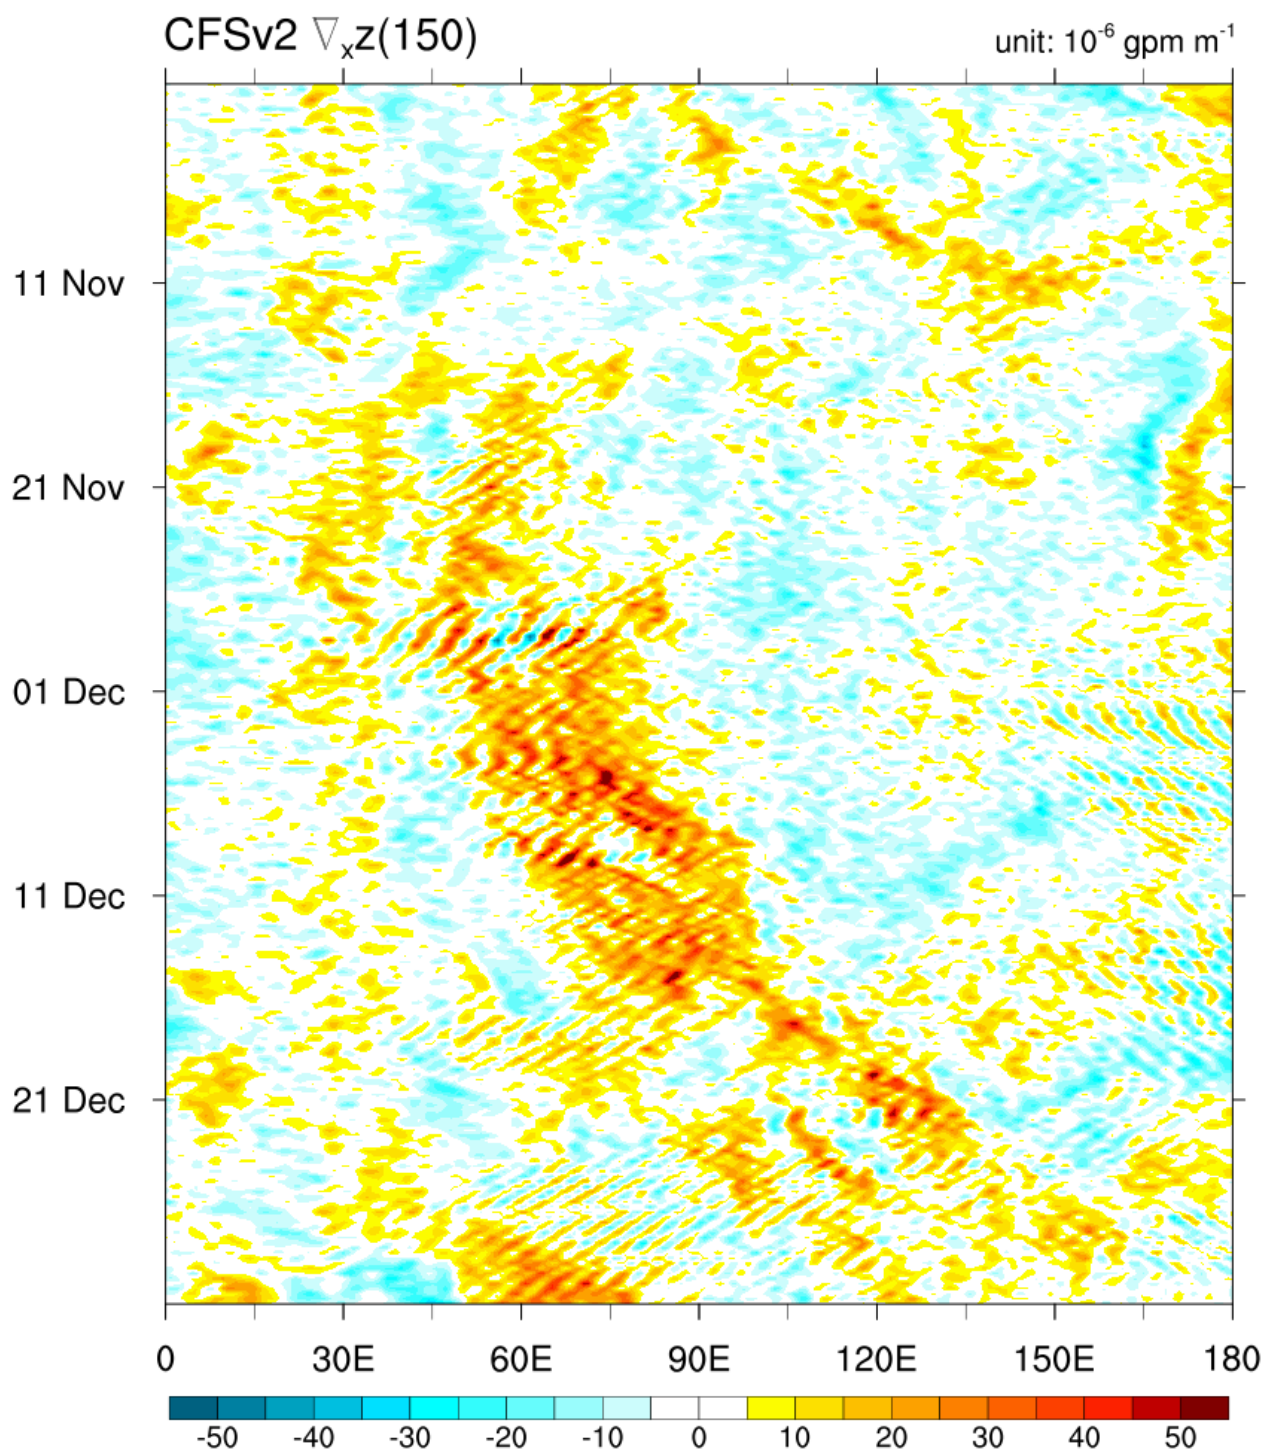 CFSv2 ∇xz(150)
unit: 10-6 gpm m-1
11 Nov
21 Nov
01 Dec
11 Dec
21 Dec
0 30E 60E 90E 120E 150E 180
-50 -40 -30 -20 -10 0 10 20 30 40 50